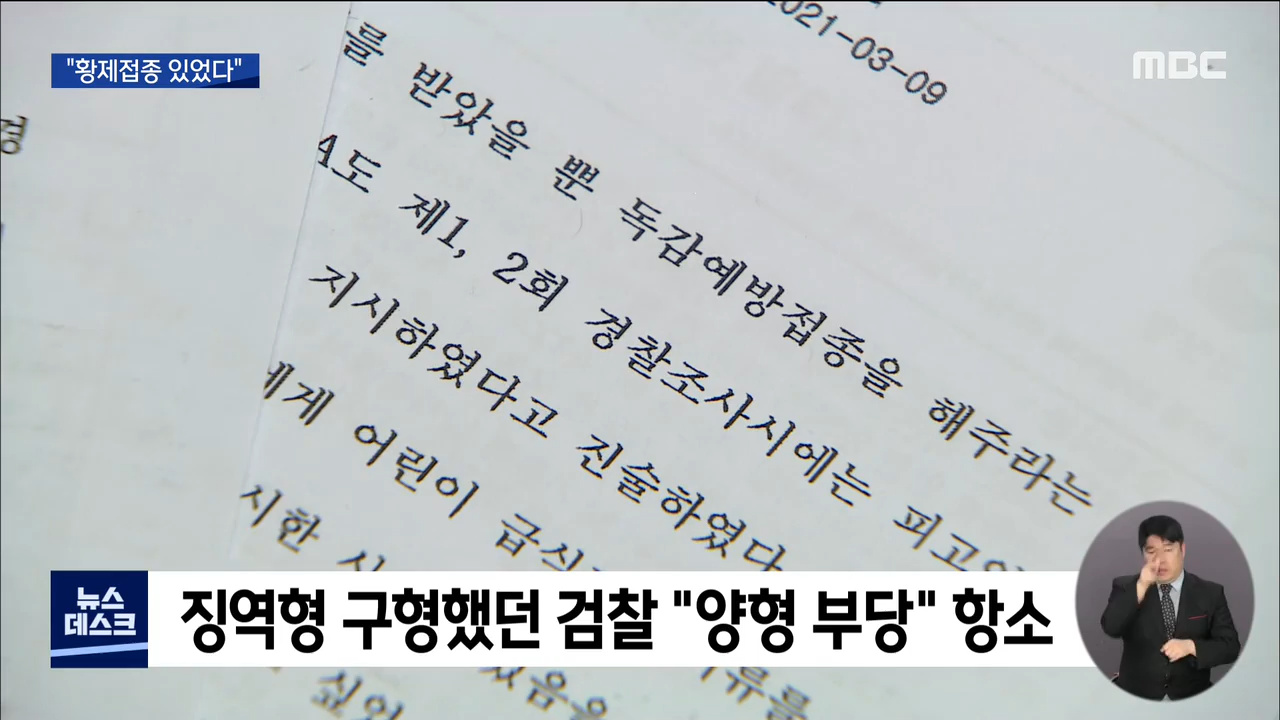 "황제접종 있었다"
MBC
2021-03-09
를 받았을 뿐 독감예방접종을 해주라는
A도 제1, 2회 경찰조사시에는
지시하였다고 진술하였다
에게 어린이
시한
뉴스
데스크
징역형 구형했던 검찰 "양형 부당" 항소